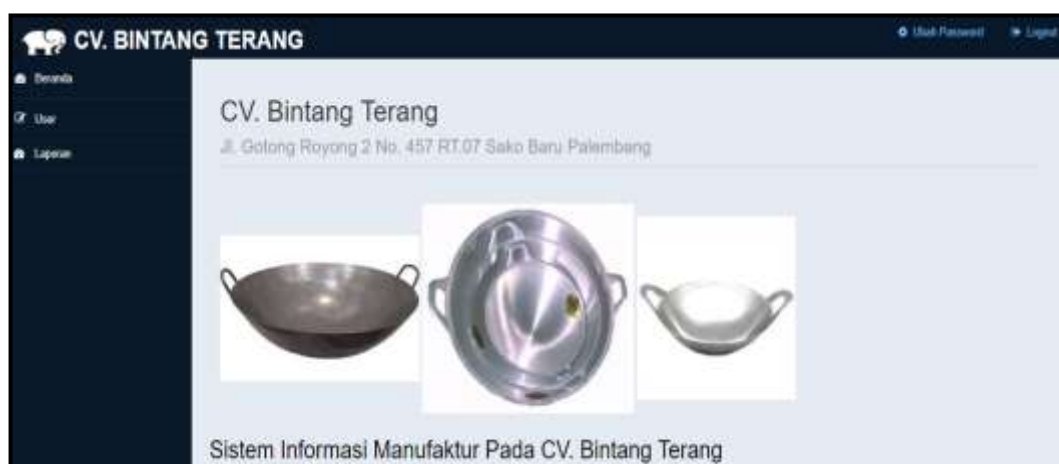 CV. BINTANG TERANG
Ubah Password
Logout
Beranda
User
Laporan
CV. Bintang Terang
Jl. Gotong Royong 2 No. 457 RT.07 Sako Baru Palembang
Sistem Informasi Manufaktur Pada CV. Bintang Terang